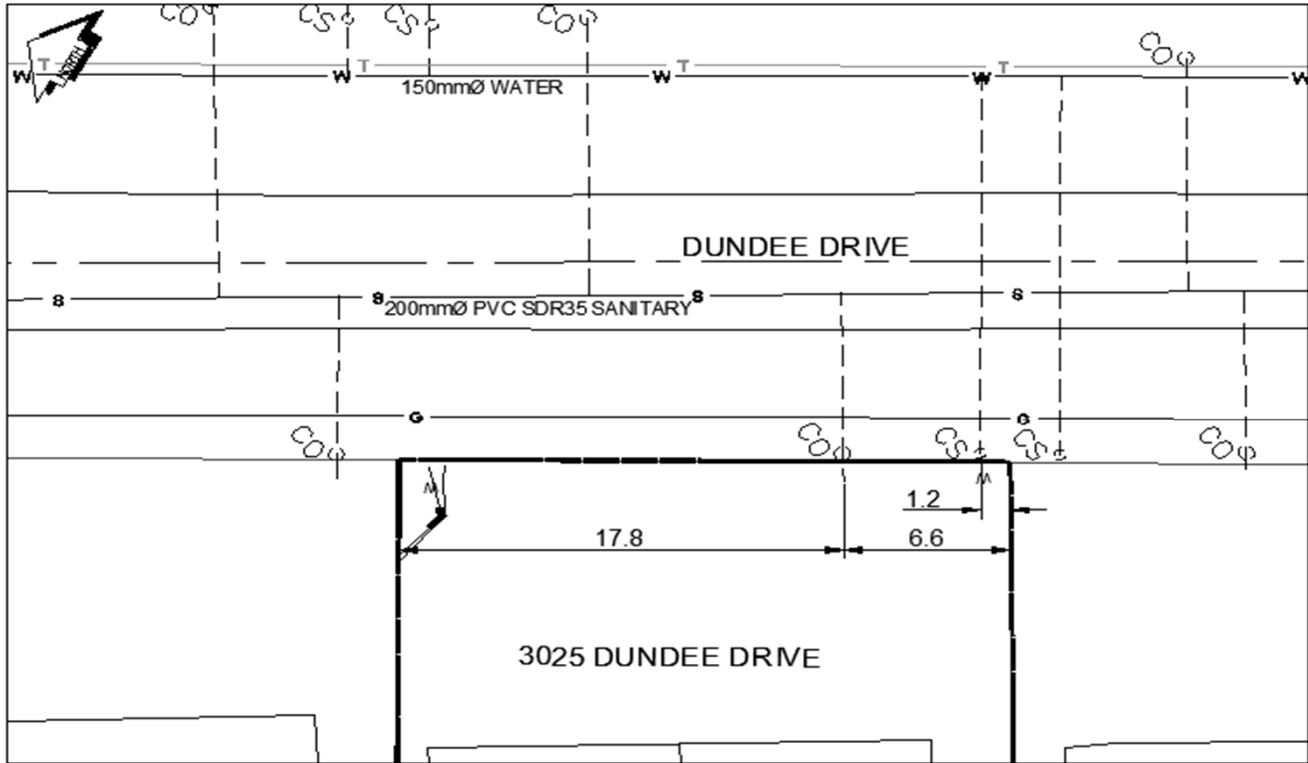 CO CS CS CO
CO
NORTH
W T W T W T W T W
150mmØ WATER
DUNDEE DRIVE
S S S S
200mmØ PVC SDR35 SANITARY
G G
CO CO CS CS CO
1.2
17.8 6.6
3025 DUNDEE DRIVE